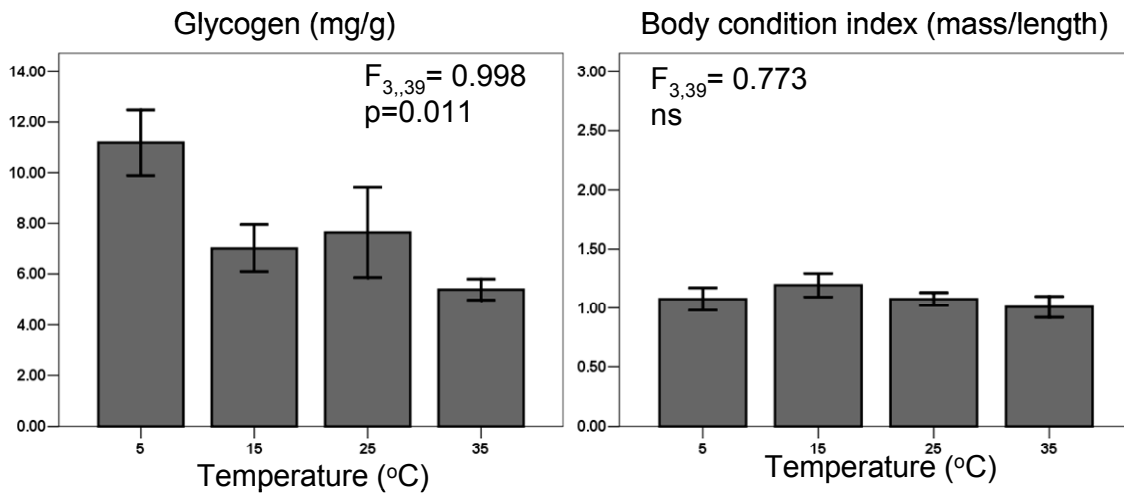 Glycogen (mg/g)
F3,,39= 0.998
p=0.011
14.00
12.00
10.00
8.00
6.00
4.00
2.00
0.00
5 15 25 35
Temperature (oC)
Body condition index (mass/length)
F3,39= 0.773
ns
3.00
2.50
2.00
1.50
1.00
0.50
0.00
5 15 25 35
Temperature (oC)